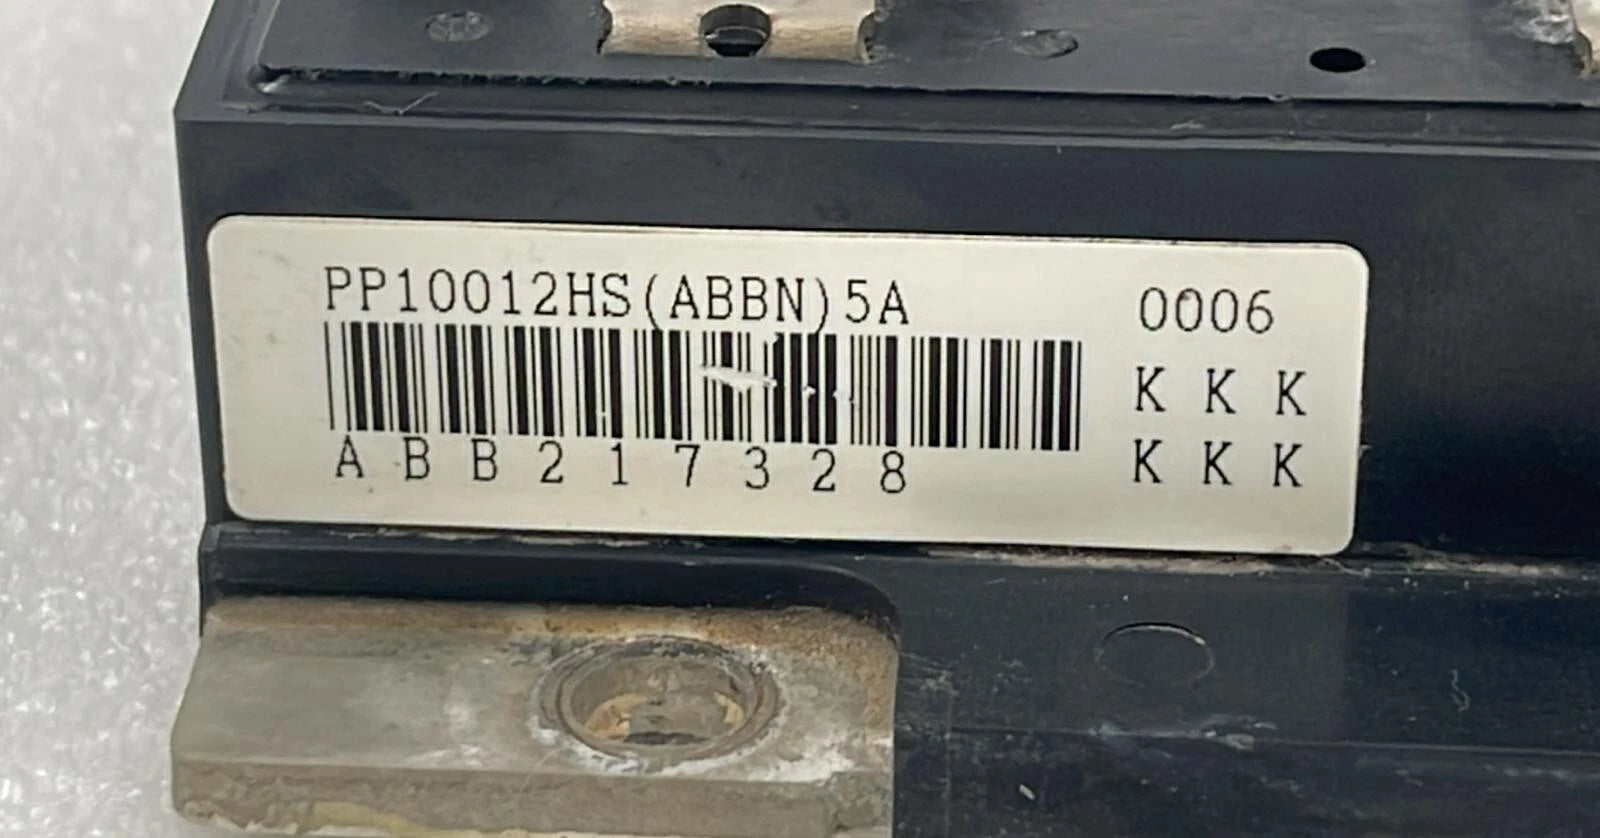 PP10012HS(ABBN)5A 0006
K K K
ABB217328 K K K